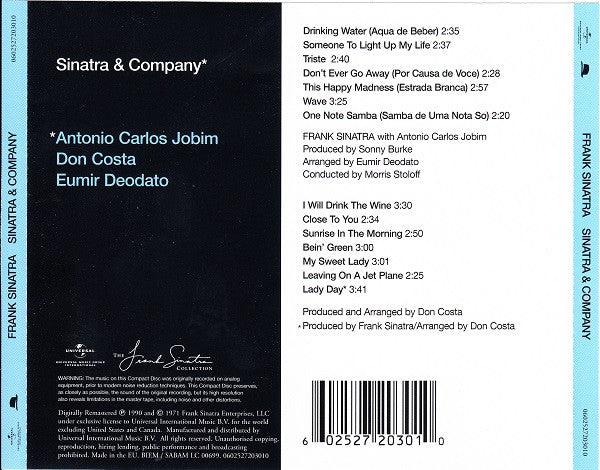 0602527203010
FRANK SINATRA SINATRA & COMPANY
Sinatra & Company*
*Antonio Carlos Jobim
Don Costa
Eumir Deodato
UNIVERSAL
UNIVERSAL MUSIC GROUP
INTERNATIONAL
THE
Frank Sinatra
COLLECTION
WARNING: The music on this Compact Disc was originally recorded on analog
equipment, prior to modern noise reduction techniques. This Compact Disc preserves,
as closely as possible, the sound of the original recording, but its high resolution
also reveals limitations in the master tape, including noise and other distortions.
Digitally Remastered ℗ 1990 and © 1971 Frank Sinatra Enterprises, LLC
under exclusive license to Universal International Music B.V. for the world
excluding United States and Canada. Manufactured and distributed by
Universal International Music B.V. All rights reserved. Unauthorised copying,
reproduction, hiring lending, public performance and broadcasting
prohibited. Made in the EU. BIEM / SABAM LC 00699. 0602527203010
Drinking Water (Aqua de Beber) 2:35
Someone To Light Up My Life 2:37
Triste 2:40
Don't Ever Go Away (Por Causa de Voce) 2:28
This Happy Madness (Estrada Branca) 2:57
Wave 3:25
One Note Samba (Samba de Uma Nota So) 2:20
FRANK SINATRA with Antonio Carlos Jobim
Produced by Sonny Burke
Arranged by Eumir Deodato
Conducted by Morris Stoloff
I Will Drink The Wine 3:30
Close To You 2:34
Sunrise In The Morning 2:50
Bein' Green 3:00
My Sweet Lady 3:01
Leaving On A Jet Plane 2:25
Lady Day* 3:41
Produced and Arranged by Don Costa
*Produced by Frank Sinatra/Arranged by Don Costa
6 02527 20301 0
FRANK SINATRA SINATRA & COMPANY
0602527203010